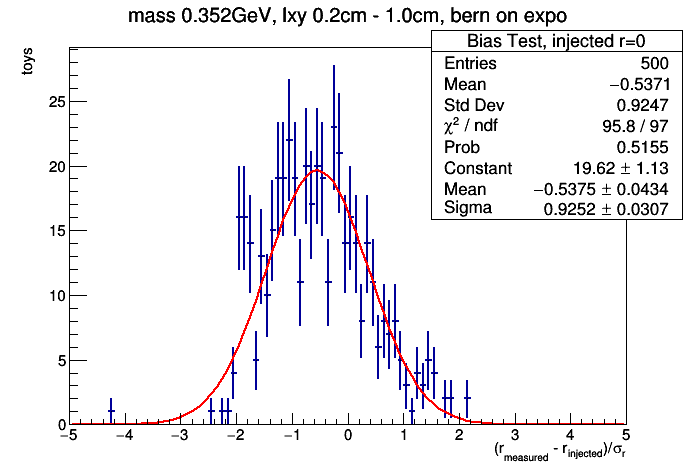 mass 0.352GeV, lxy 0.2cm - 1.0cm, bern on expo
toys
Bias Test, injected r=0
Entries 500
Mean −0.5371
Std Dev 0.9247
χ² / ndf 95.8 / 97
Prob 0.5155
Constant 19.62 ± 1.13
Mean −0.5375 ± 0.0434
Sigma 0.9252 ± 0.0307
25
20
15
10
5
0
−5 −4 −3 −2 −1 0 1 2 3 4 5
(r_measured - r_injected)/σ_r